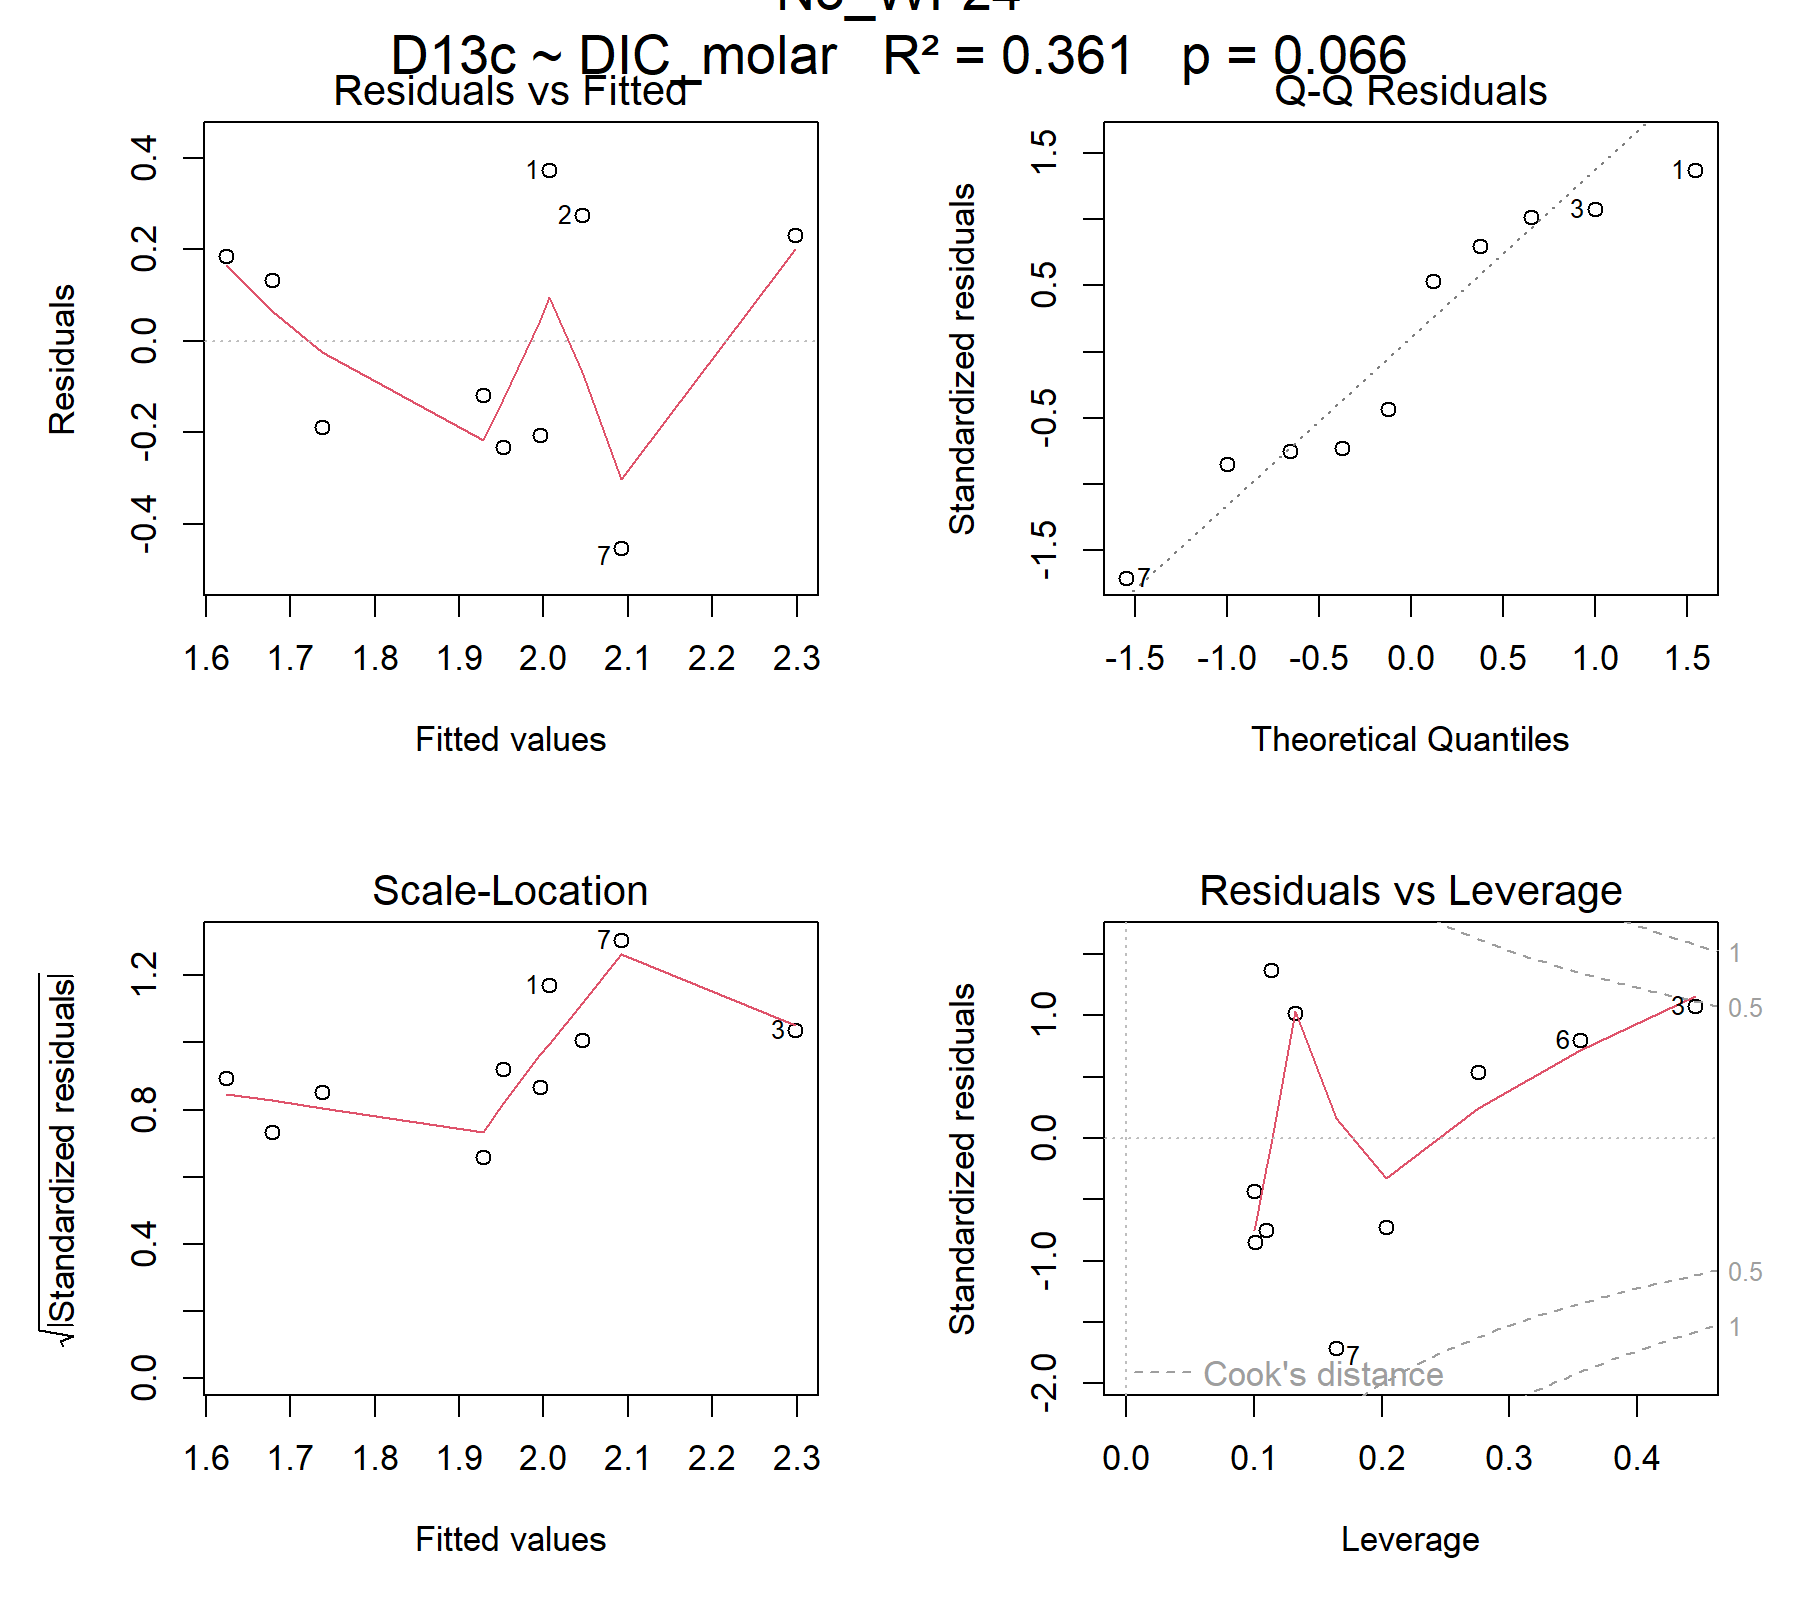 D13c ~ DIC_molar R² = 0.361 p = 0.066
Residuals vs Fitted
Residuals
0.4
0.2
0.0
-0.2
-0.4
1
2
7
1.6 1.7 1.8 1.9 2.0 2.1 2.2 2.3
Fitted values
Q-Q Residuals
Standardized residuals
1.5
0.5
-0.5
-1.5
1
3
7
-1.5 -1.0 -0.5 0.0 0.5 1.0 1.5
Theoretical Quantiles
Scale-Location
√|Standardized residuals|
1.2
0.8
0.4
0.0
7
1
3
1.6 1.7 1.8 1.9 2.0 2.1 2.2 2.3
Fitted values
Residuals vs Leverage
Standardized residuals
1.0
0.0
-1.0
-2.0
1
0.5
3
6
0.5
1
7
Cook's distance
0.0 0.1 0.2 0.3 0.4
Leverage